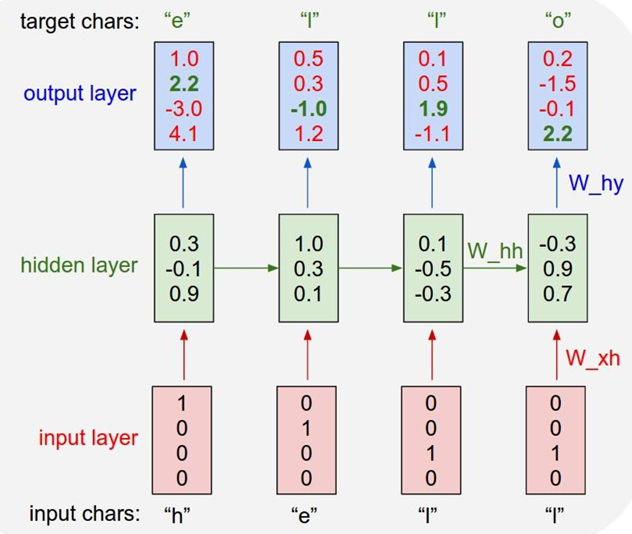 target chars: “e” “l” “l” “o”
1.0 0.5 0.1 0.2
output layer 2.2 0.3 0.5 -1.5
-3.0 -1.0 1.9 -0.1
4.1 1.2 -1.1 2.2
W_hy
0.3 1.0 0.1 W_hh -0.3
hidden layer -0.1 0.3 -0.5 0.9
0.9 0.1 -0.3 0.7
W_xh
1 0 0 0
input layer 0 1 0 0
0 0 1 1
0 0 0 0
input chars: “h” “e” “l” “l”